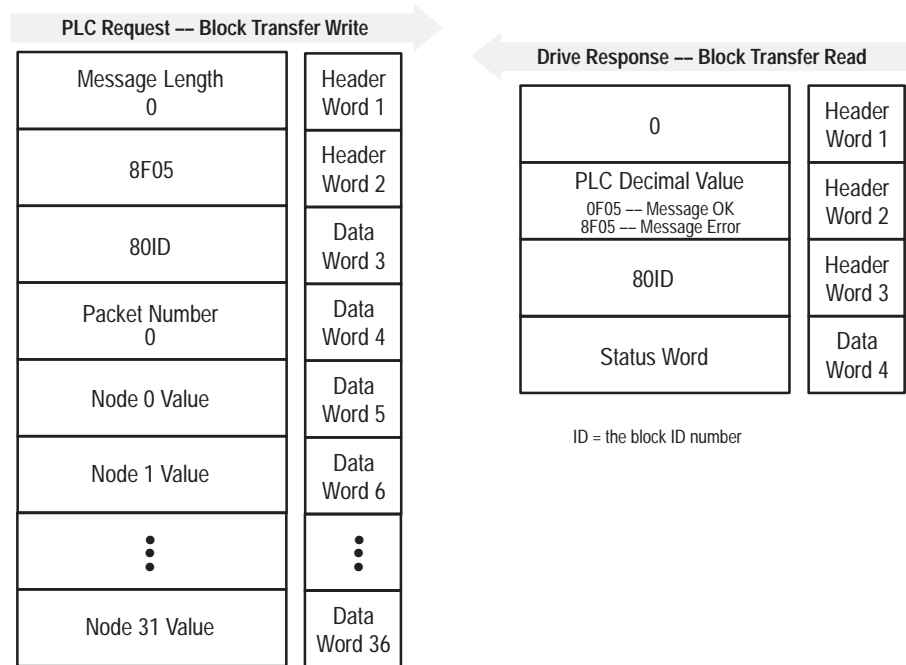 PLC Request –– Block Transfer Write
Message Length
0
Header
Word 1
8F05
Header
Word 2
80ID
Data
Word 3
Packet Number
0
Data
Word 4
Node 0 Value
Data
Word 5
Node 1 Value
Data
Word 6
Node 31 Value
Data
Word 36
Drive Response –– Block Transfer Read
0
Header
Word 1
PLC Decimal Value
0F05 –– Message OK
8F05 –– Message Error
Header
Word 2
80ID
Header
Word 3
Status Word
Data
Word 4
ID = the block ID number